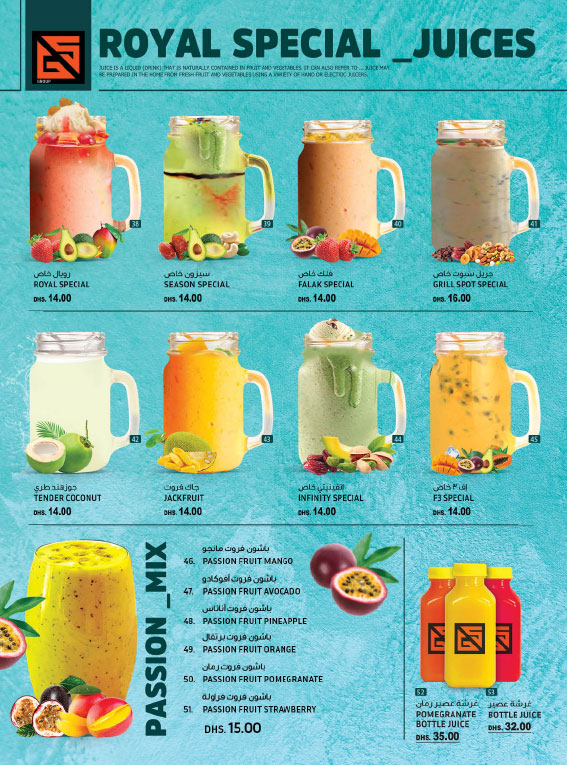 GROUP
ROYAL SPECIAL _JUICES
JUICE IS A LIQUID (DRINK) THAT IS NATURALLY CONTAINED IN FRUIT AND VEGETABLES. IT CAN ALSO REFER TO ... JUICE MAY
BE PREPARED IN THE HOME FROM FRESH FRUIT AND VEGETABLES USING A VARIETY OF HAND OR ELECTRIC JUICERS.
38
39
40
41
رويال خاص
سيزون خاص
فلك خاص
جريل سبوت خاص
ROYAL SPECIAL
SEASON SPECIAL
FALAK SPECIAL
GRILL SPOT SPECIAL
DHS. 14.00
DHS. 14.00
DHS. 14.00
DHS. 16.00
42
43
44
45
جوزهند طري
جاك فروت
انفينيتي خاص
إف ٣ خاص
TENDER COCONUT
JACKFRUIT
INFINITY SPECIAL
F3 SPECIAL
DHS. 14.00
DHS. 14.00
DHS. 14.00
DHS. 14.00
PASSION _MIX
باشون فروت مانجو
46. PASSION FRUIT MANGO
باشون فروت أفوكادو
47. PASSION FRUIT AVOCADO
باشون فروت أناناس
48. PASSION FRUIT PINEAPPLE
باشون فروت برتقال
49. PASSION FRUIT ORANGE
باشون فروت رمان
50. PASSION FRUIT POMEGRANATE
باشون فروت فراولة
51. PASSION FRUIT STRAWBERRY
DHS. 15.00
52
غرشة عصير رمان
POMEGRANATE
BOTTLE JUICE
DHS. 35.00
53
غرشة عصير
BOTTLE JUICE
DHS. 32.00